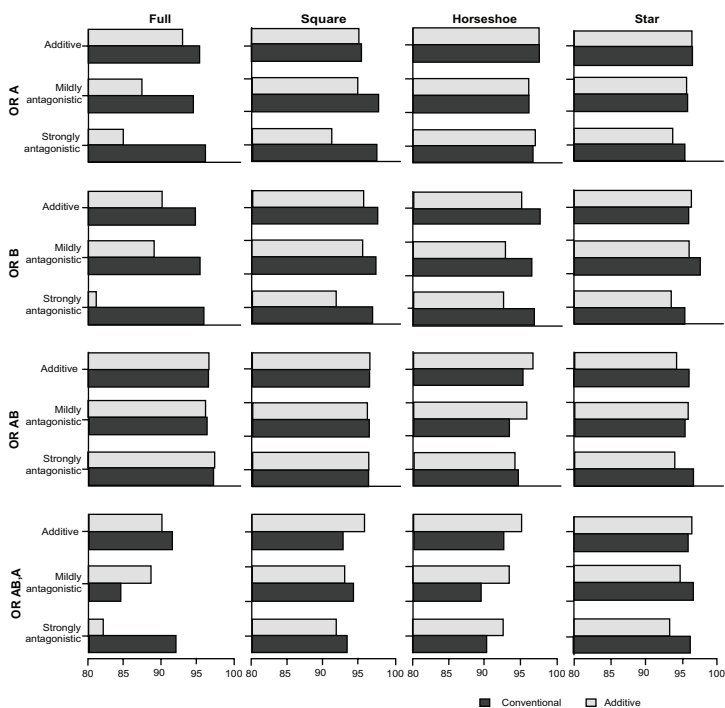 Full Square Horseshoe Star
OR A
Additive
Mildly
antagonistic
Strongly
antagonistic
OR B
Additive
Mildly
antagonistic
Strongly
antagonistic
OR AB
Additive
Mildly
antagonistic
Strongly
antagonistic
OR AB,A
Additive
Mildly
antagonistic
Strongly
antagonistic
80 85 90 95 100 80 85 90 95 100 80 85 90 95 100 80 85 90 95 100
Conventional Additive